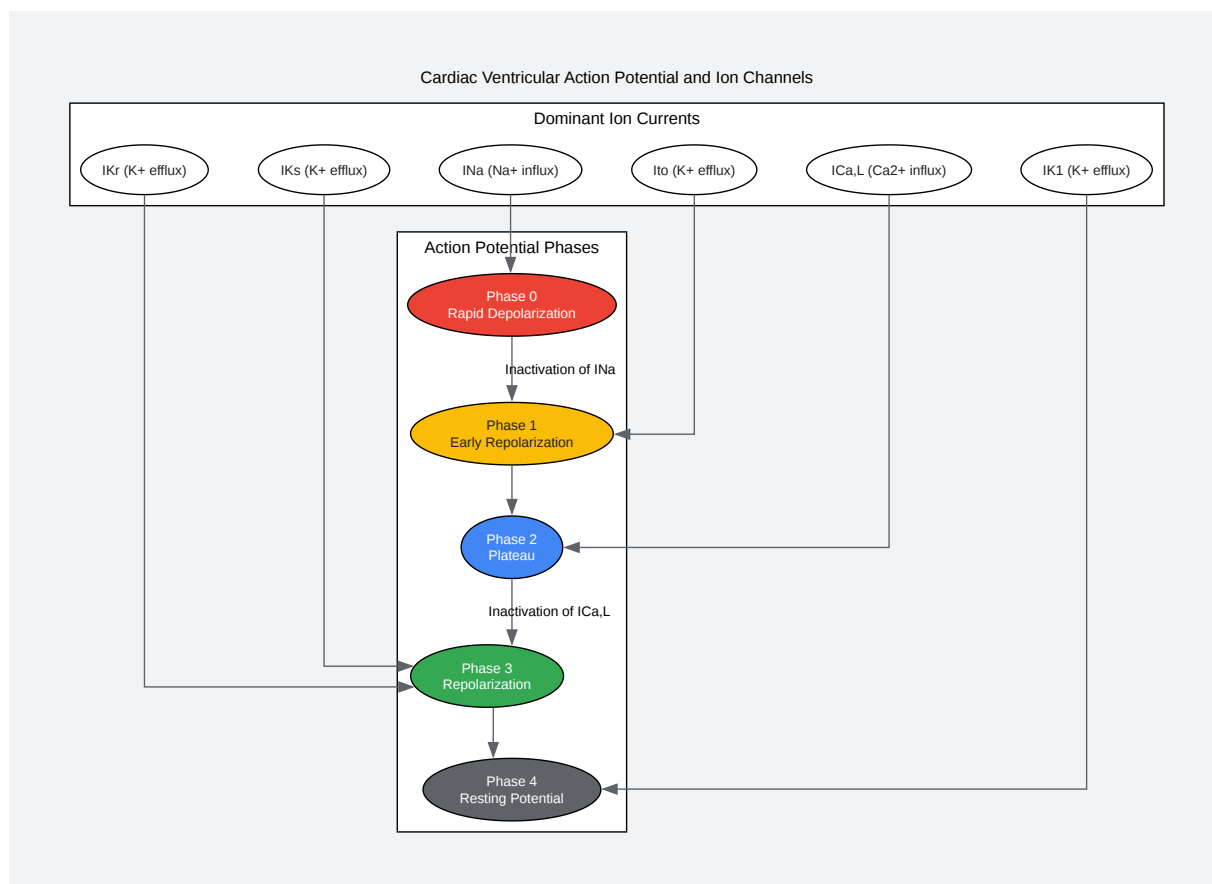 Cardiac Ventricular Action Potential and Ion Channels
Dominant Ion Currents
IKr (K+ efflux)
IKs (K+ efflux)
INa (Na+ influx)
Ito (K+ efflux)
ICa,L (Ca2+ influx)
IK1 (K+ efflux)
Action Potential Phases
Phase 0
Rapid Depolarization
Inactivation of INa
Phase 1
Early Repolarization
Phase 2
Plateau
Inactivation of ICa,L
Phase 3
Repolarization
Phase 4
Resting Potential